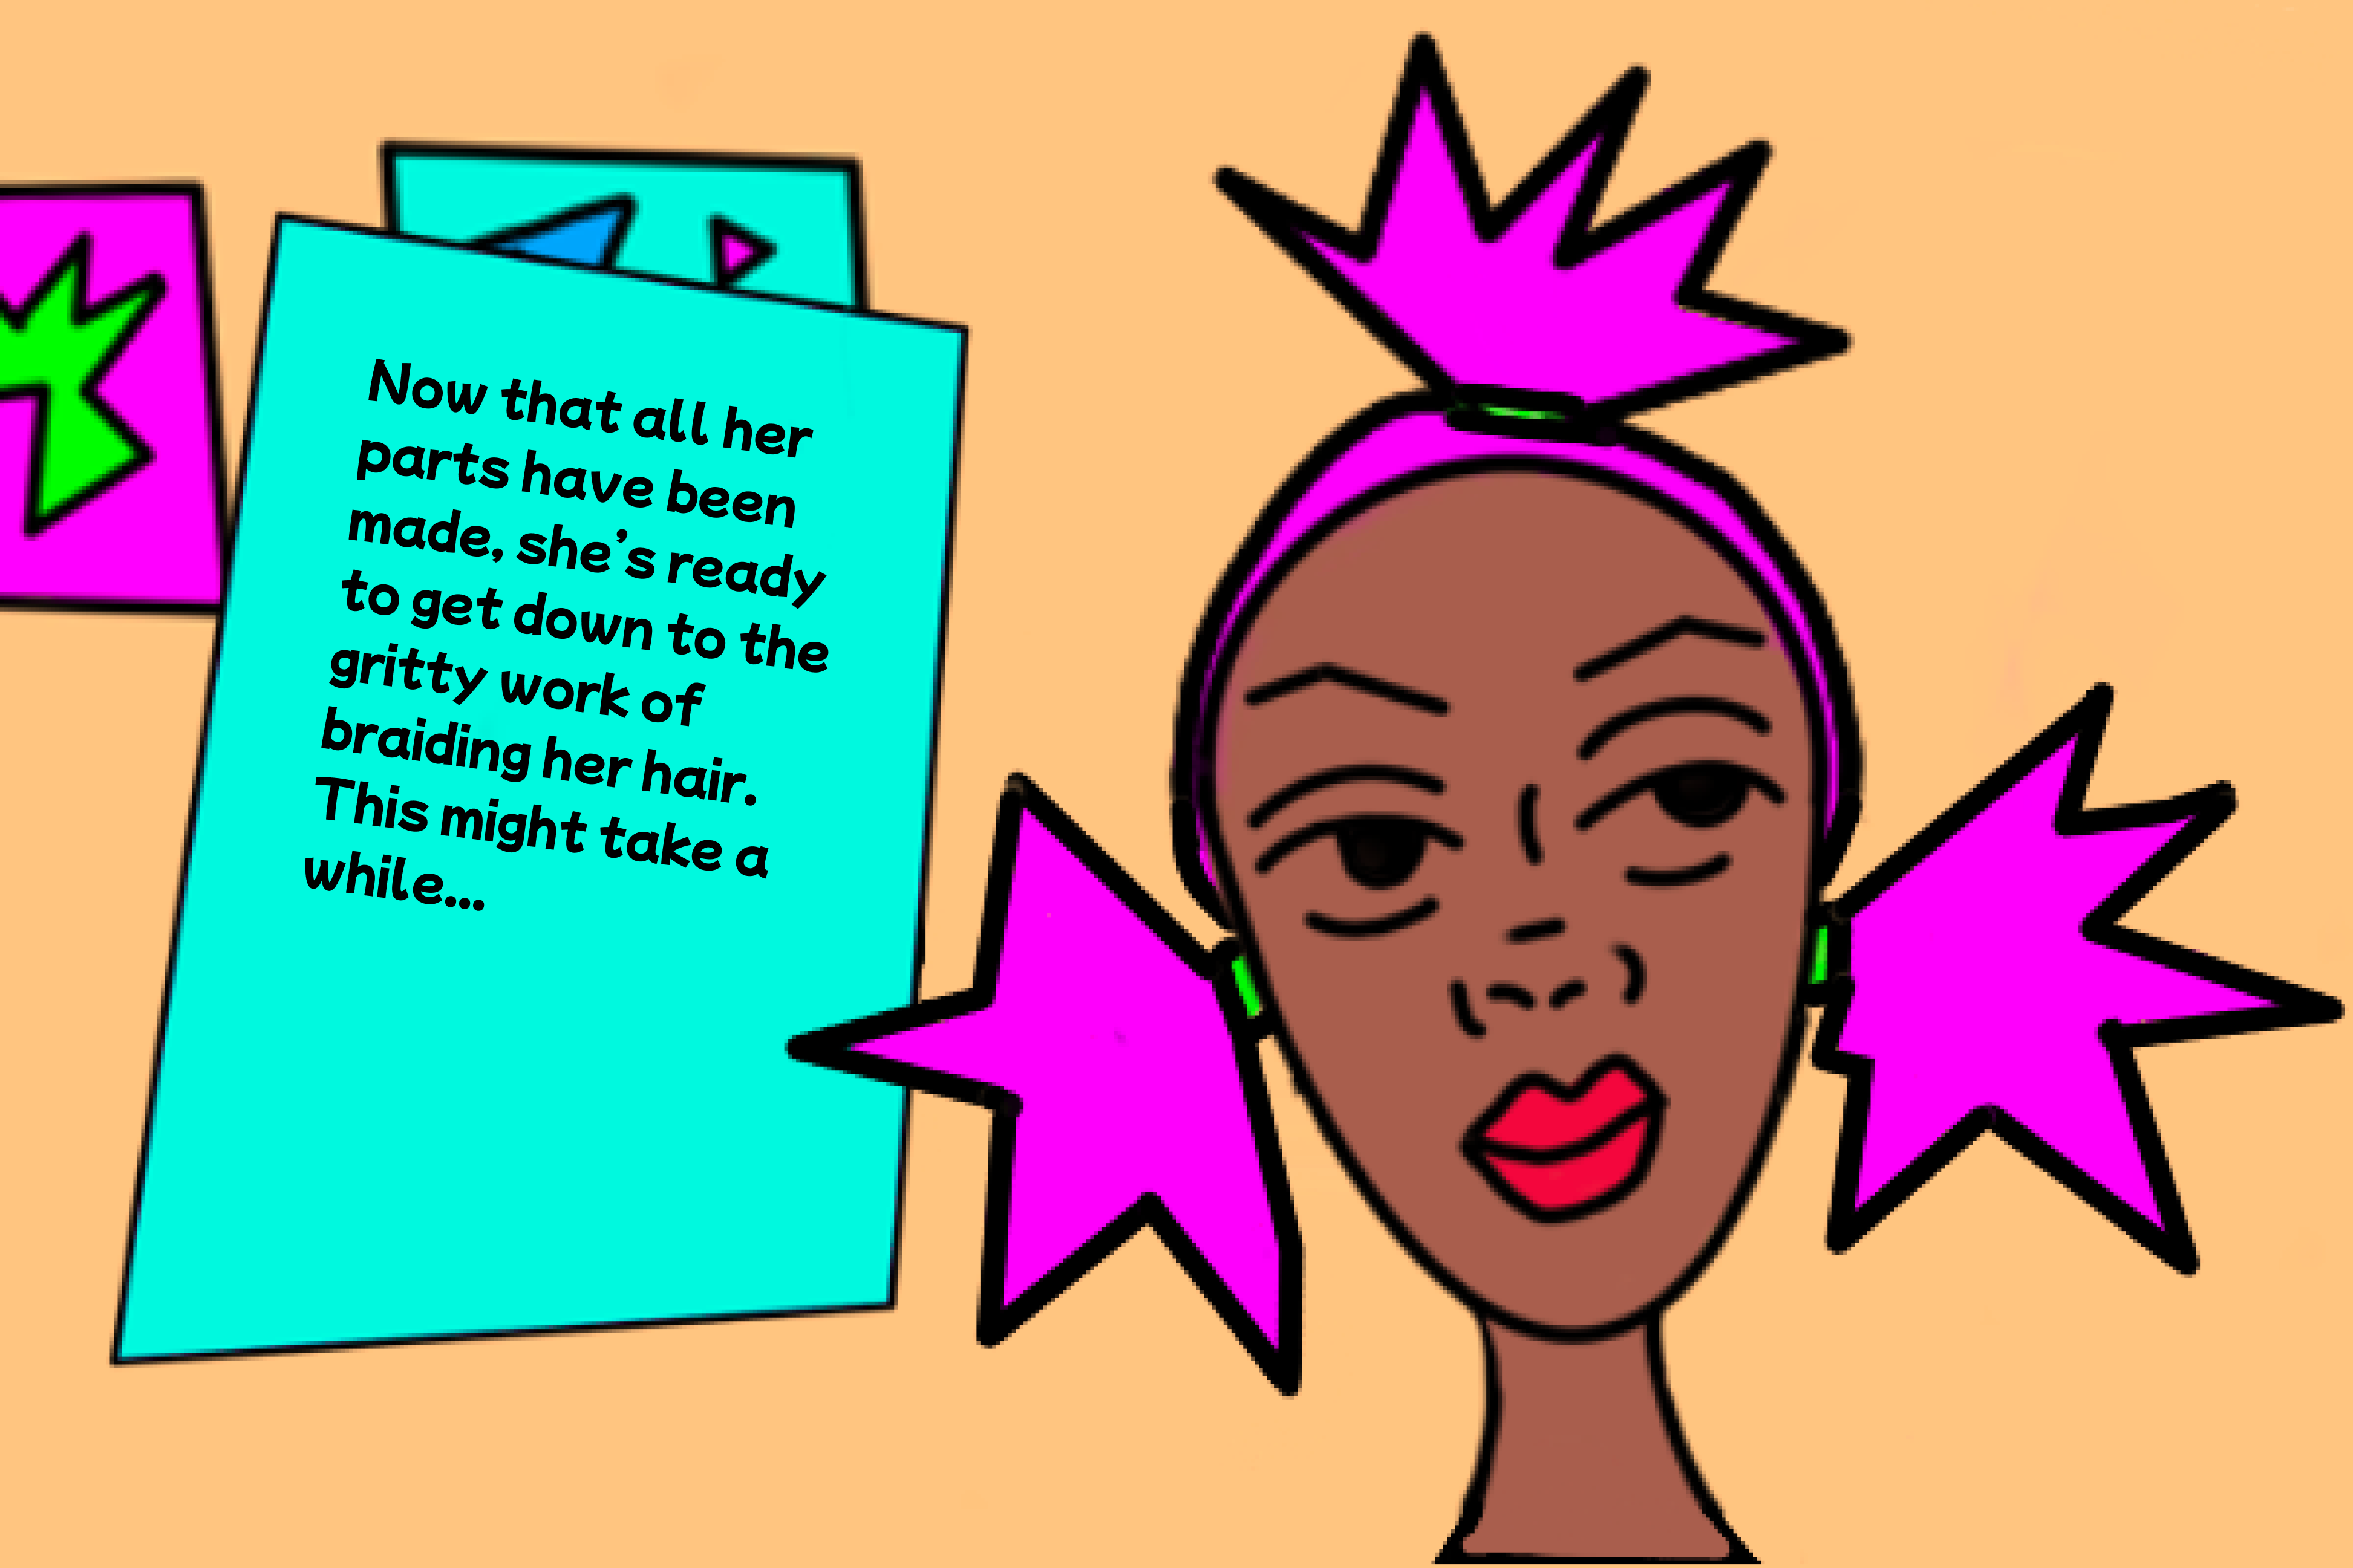 Now that all her
parts have been
made, she's ready
to get down to the
gritty work of
braiding her hair.
This might take a
while....